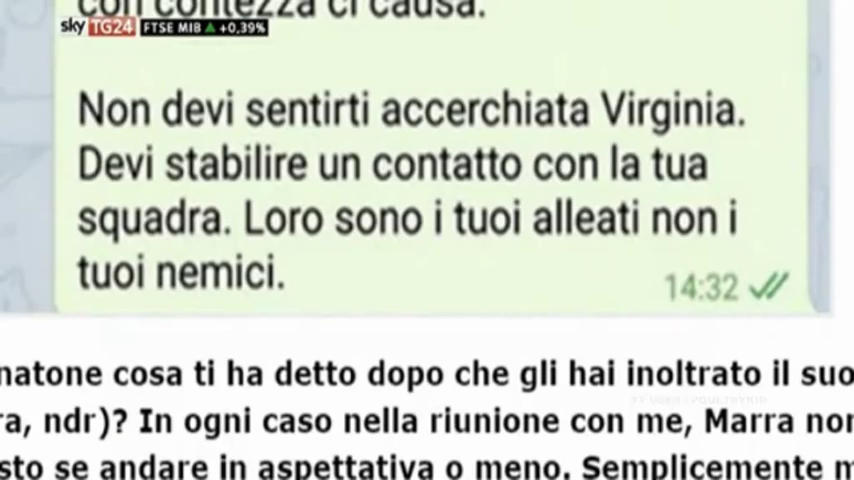 con contezza ci causa.
sky TG24 FTSE MIB ▲ +0,39%
Non devi sentirti accerchiata Virginia.
Devi stabilire un contatto con la tua
squadra. Loro sono i tuoi alleati non i
tuoi nemici.
14:32
natone cosa ti ha detto dopo che gli hai inoltrato il suo
ra, ndr)? In ogni caso nella riunione con me, Marra non
sto se andare in aspettativa o meno. Semplicemente m